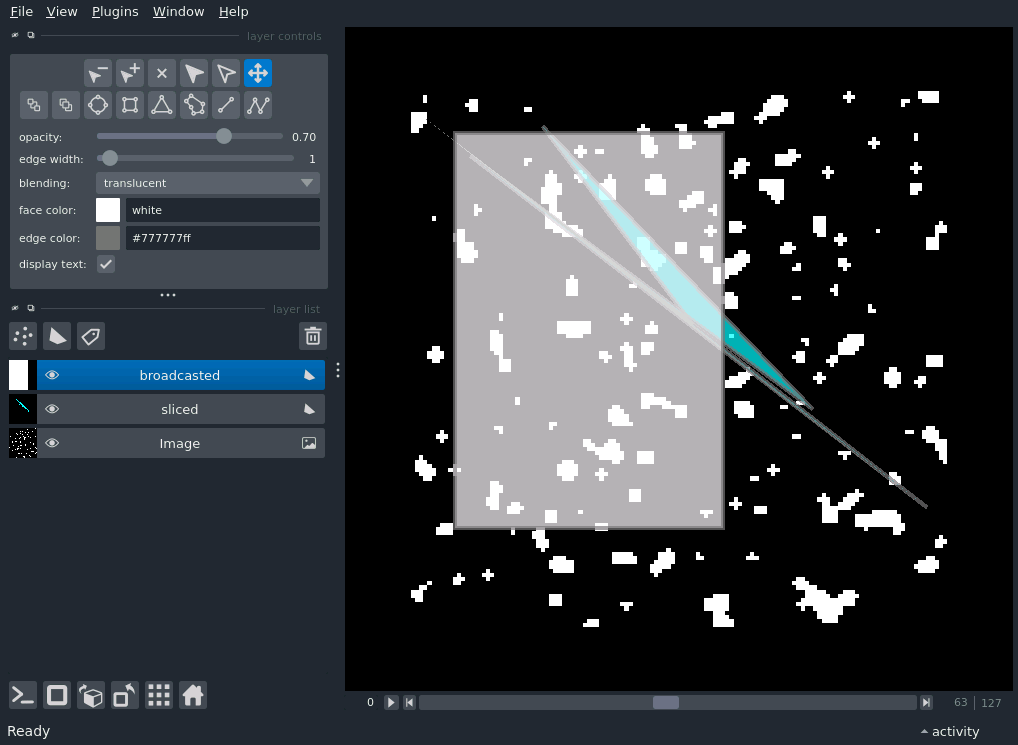 File View Plugins Window Help
layer controls
opacity: 0.70
edge width: 1
blending: translucent
face color: white
edge color: #777777ff
display text:
layer list
broadcasted
sliced
Image
0 63 127
Ready activity